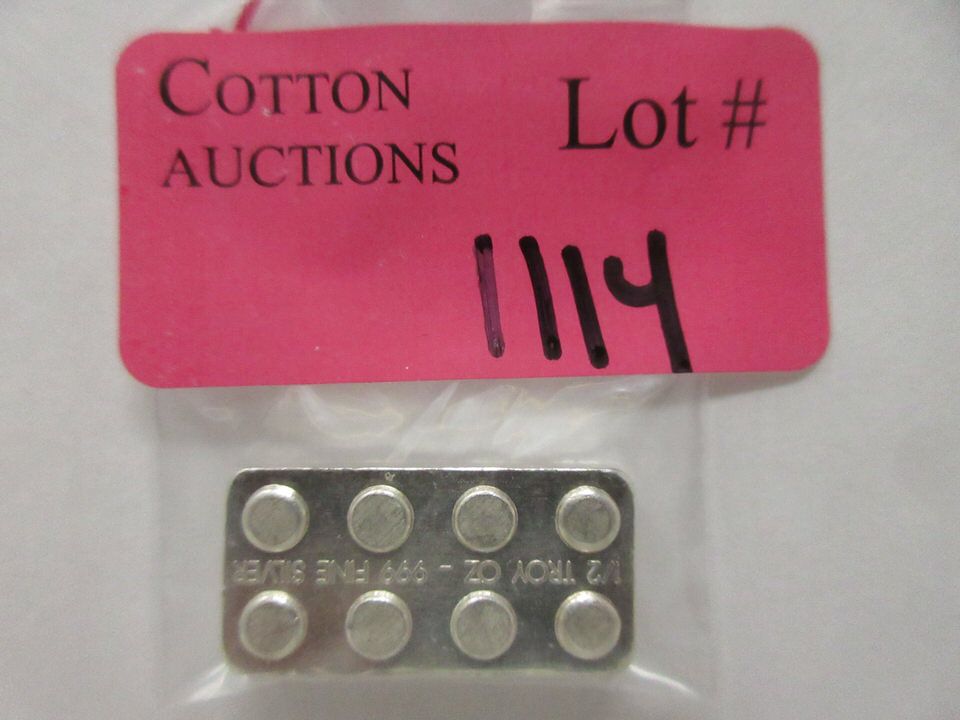 COTTON
AUCTIONS
Lot #
1114
1/2 TROY OZ - 999 FINE SILVER